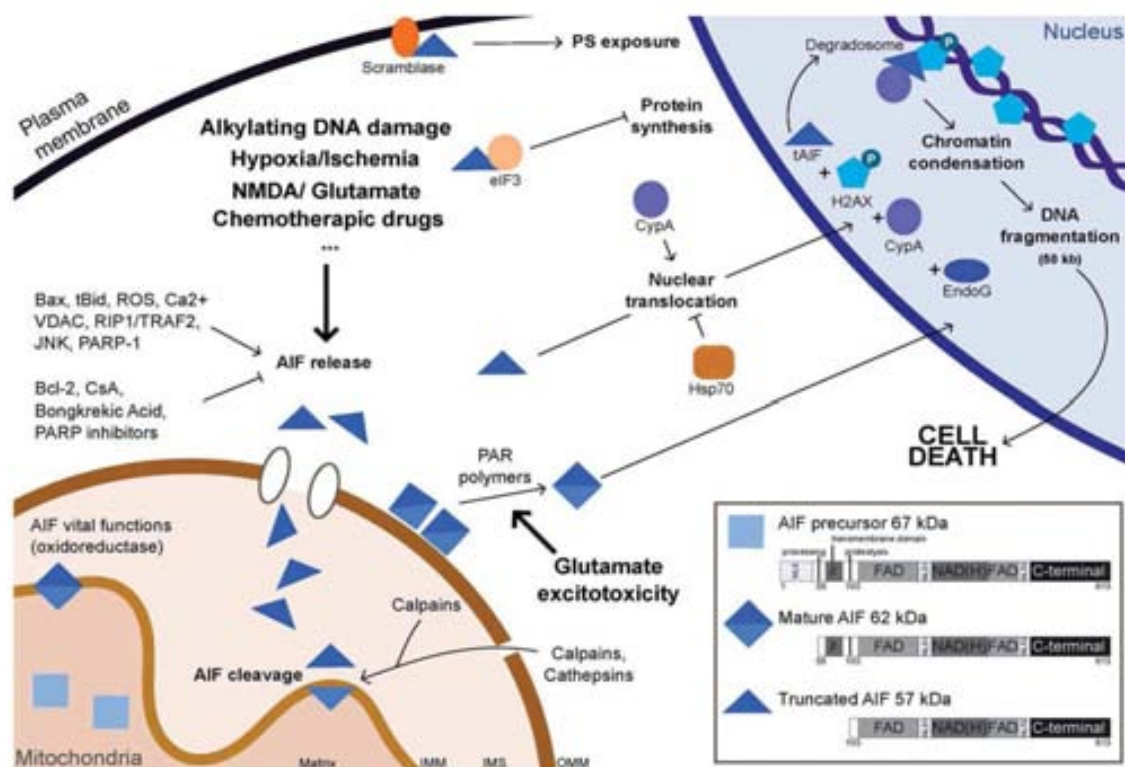 Plasma
membrane
Scramblase
PS exposure
Alkylating DNA damage
Hypoxia/Ischemia
NMDA/ Glutamate
Chemotherapic drugs
...
eIF3
Protein
synthesis
CypA
Nuclear
translocation
Hsp70
Nucleus
Degradosome
P
tAIF
+
P
H2AX
+
CypA
+
EndoG
Chromatin
condensation
DNA
fragmentation
(50 kb)
CELL
DEATH
Bax, tBid, ROS, Ca2+
VDAC, RIP1/TRAF2,
JNK, PARP-1
AIF release
Bcl-2, CsA,
Bongkrekic Acid,
PARP inhibitors
PAR
polymers
Glutamate
excitotoxicity
AIF vital functions
(oxidoreductase)
Calpains
Calpains,
Cathepsins
AIF cleavage
Mitochondria
Matrix
IMM
IMS
OMM
AIF precursor 67 kDa
transmembrane domain
processing
proteolysis
FAD NAD(H) FAD C-terminal
Mature AIF 62 kDa
FAD NAD(H) FAD C-terminal
Truncated AIF 57 kDa
FAD NAD(H) FAD C-terminal